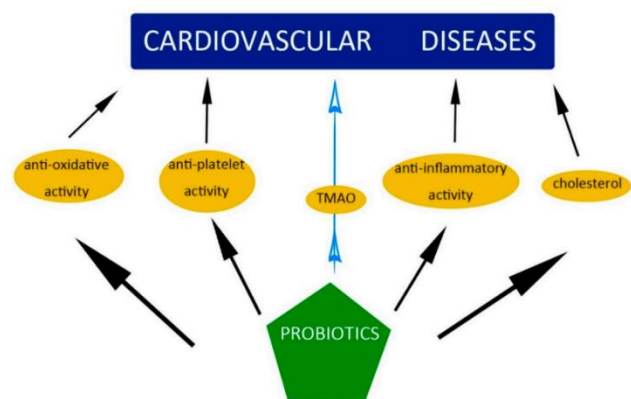 CARDIOVASCULAR DISEASES
anti-oxidative
activity
anti-platelet
activity
TMAO
anti-inflammatory
activity
cholesterol
PROBIOTICS